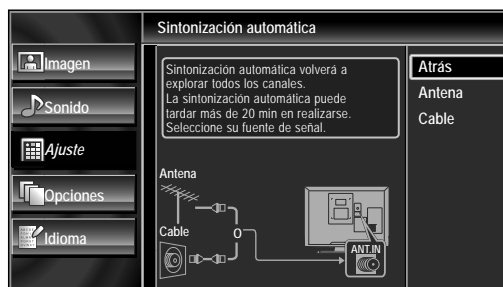 Sintonización automática
Imagen
Sonido
Ajuste
Opciones
Idioma
Sintonización automática volverá a
explorar todos los canales.
La sintonización automática puede
tardar más de 20 min en realizarse.
Seleccione su fuente de señal.
Antena
Cable
O
ANT.IN
Atrás
Antena
Cable